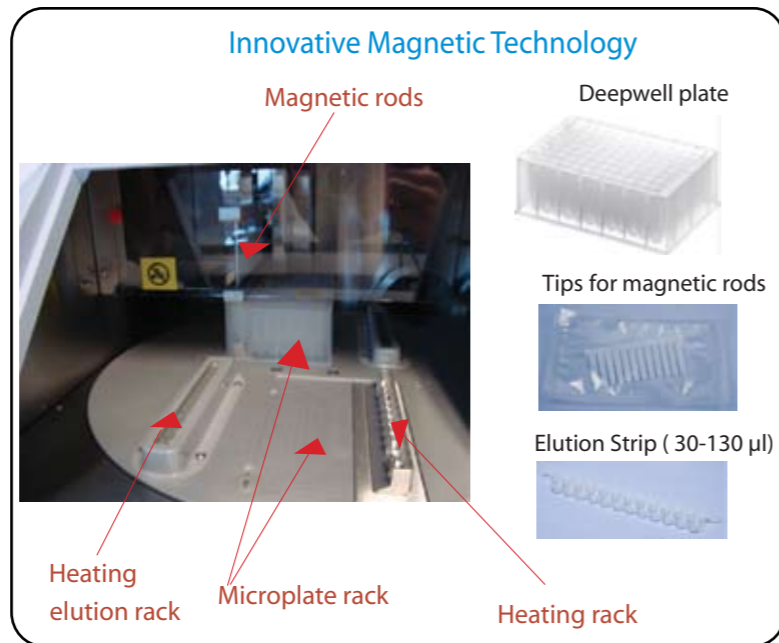 Innovative Magnetic Technology
Magnetic rods
Deepwell plate
Tips for magnetic rods
Elution Strip ( 30-130 µl)
Heating
elution rack
Microplate rack
Heating rack